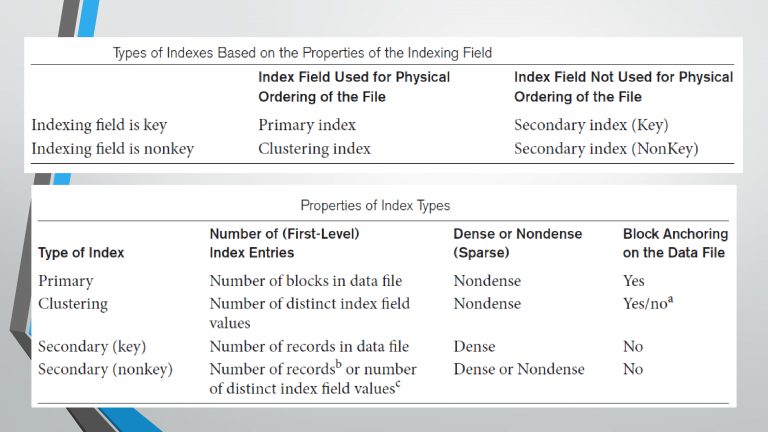 Types of Indexes Based on the Properties of the Indexing Field
Index Field Used for Physical Ordering of the File
Index Field Not Used for Physical Ordering of the File
Indexing field is key Primary index Secondary index (Key)
Indexing field is nonkey Clustering index Secondary index (NonKey)
Properties of Index Types
Type of Index
Number of (First-Level) Index Entries
Dense or Nondense (Sparse)
Block Anchoring on the Data File
Primary Number of blocks in data file Nondense Yes
Clustering Number of distinct index field values Nondense Yes/noᵃ
Secondary (key) Number of records in data file Dense No
Secondary (nonkey) Number of recordsᵇ or number of distinct index field valuesᶜ Dense or Nondense No